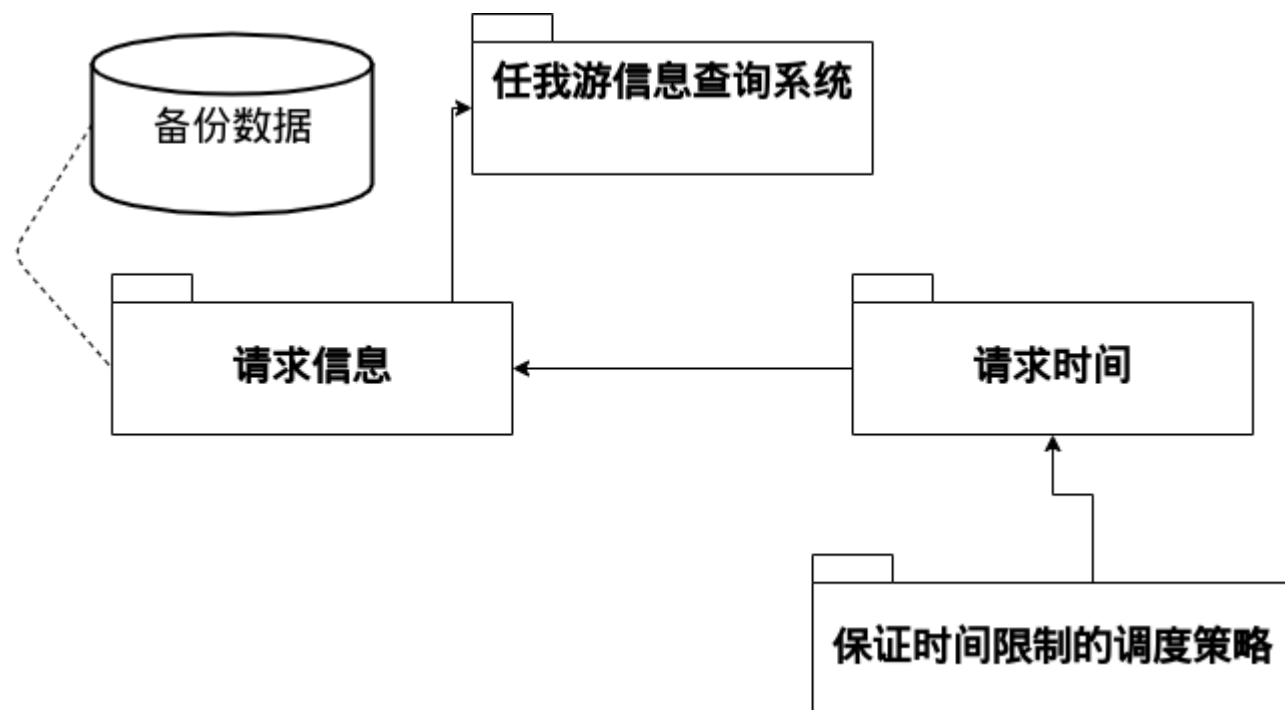 任我游信息查询系统
备份数据
请求信息
请求时间
保证时间限制的调度策略